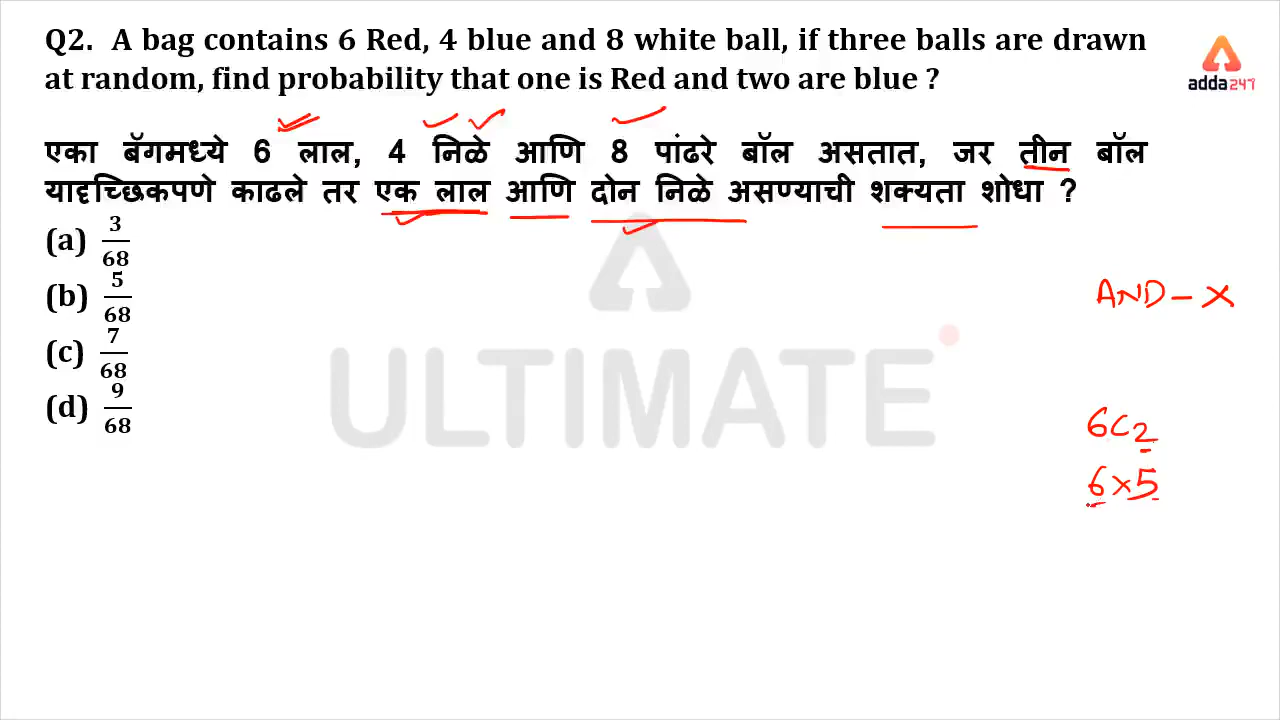 Q2. A bag contains 6 Red, 4 blue and 8 white ball, if three balls are drawn
at random, find probability that one is Red and two are blue ?
adda247
एका बॅगमध्ये 6 लाल, 4 निळे आणि 8 पांढरे बॉल असतात, जर तीन बॉल
यादृच्छिकपणे काढले तर एक लाल आणि दोन निळे असण्याची शक्यता शोधा ?
(a) 3/68
(b) 5/68
(c) 7/68
(d) 9/68
AND - ×
ULTIMATE
6C2
6×5